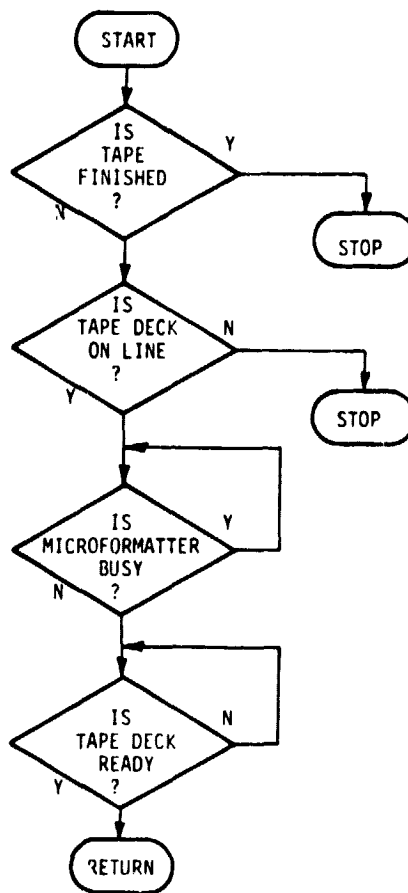 START
IS
TAPE
FINISHED
?
Y
N
STOP
IS
TAPE DECK
ON LINE
?
N
Y
STOP
IS
MICROFORMATTER
BUSY
?
Y
N
IS
TAPE DECK
READY
?
N
Y
RETURN